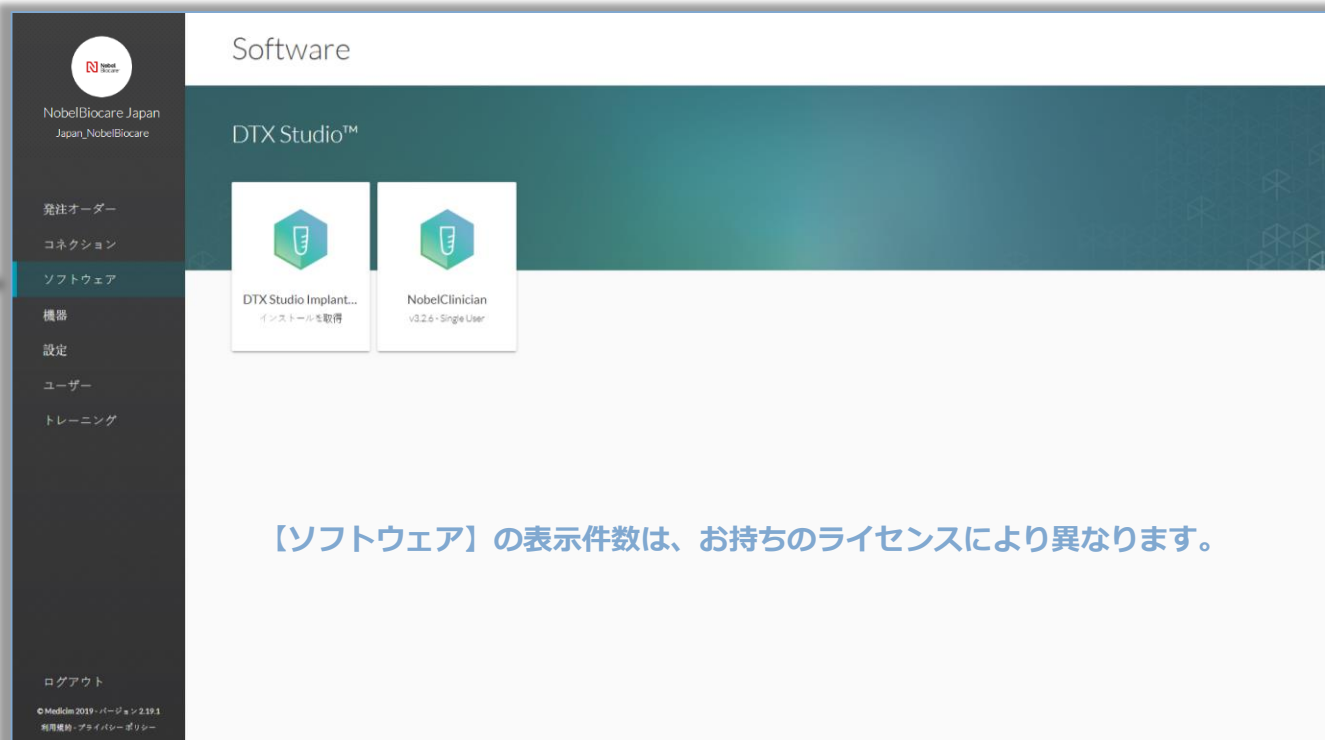 Nobel
Biocare
NobelBiocare Japan
Japan_NobelBiocare
発注オーダー
コネクション
ソフトウェア
機器
設定
ユーザー
トレーニング
ログアウト
© Medicim 2019 - バージョン 2.19.1
利用規約 - プライバシーポリシー
Software
DTX Studio™
DTX Studio Implant...
インストールを取得
NobelClinician
v3.2.6 - Single User
【ソフトウェア】の表示件数は、お持ちのライセンスにより異なります。